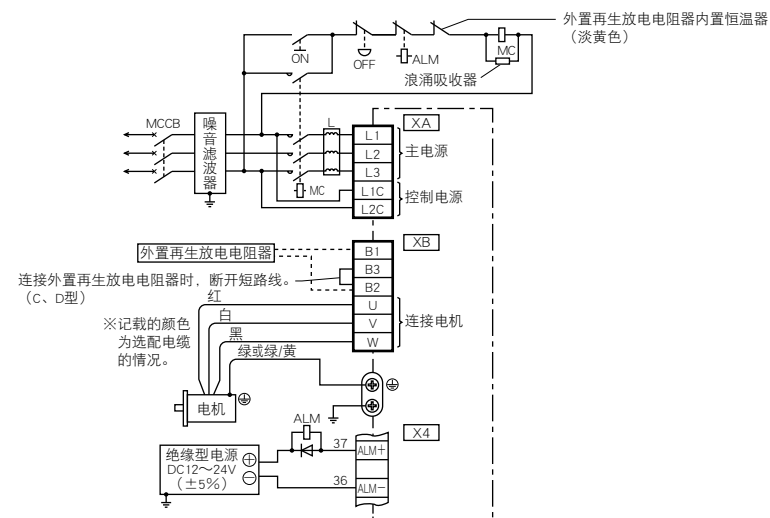 外置再生放电电阻器内置恒温器
（淡黄色）
ON
OFF
ALM
MC
浪涌吸收器
MCCB
噪音滤波器
L
MC
XA
L1
L2
L3
L1C
L2C
主电源
控制电源
XB
外置再生放电电阻器
B1
B3
B2
U
V
W
连接外置再生放电电阻器时，断开短路线。
（C、D型）
红
白
黑
绿或绿/黄
※记载的颜色
为选配电缆
的情况。
连接电机
电机
ALM
X4
绝缘型电源
DC12～24V
（±5%）
37
ALM+
36
ALM-